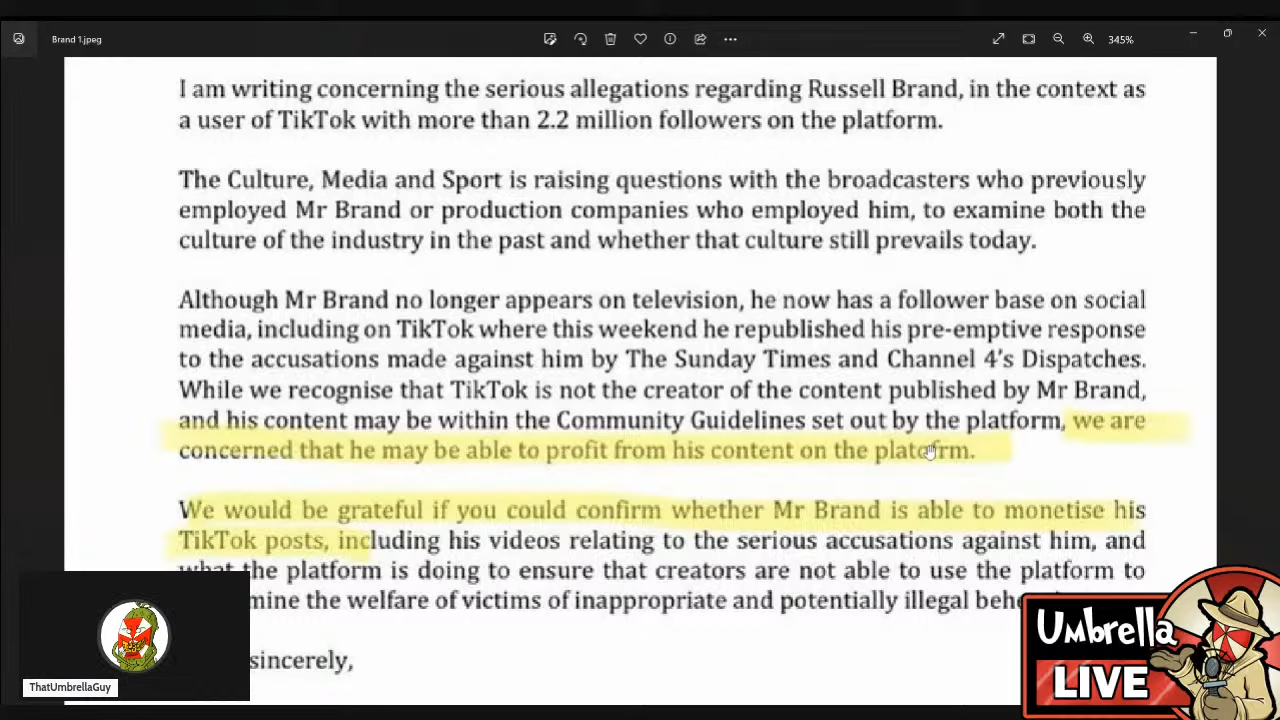 Brand 1.jpeg
345%
I am writing concerning the serious allegations regarding Russell Brand, in the context as
a user of TikTok with more than 2.2 million followers on the platform.
The Culture, Media and Sport is raising questions with the broadcasters who previously
employed Mr Brand or production companies who employed him, to examine both the
culture of the industry in the past and whether that culture still prevails today.
Although Mr Brand no longer appears on television, he now has a follower base on social
media, including on TikTok where this weekend he republished his pre-emptive response
to the accusations made against him by The Sunday Times and Channel 4's Dispatches.
While we recognise that TikTok is not the creator of the content published by Mr Brand,
and his content may be within the Community Guidelines set out by the platform, we are
concerned that he may be able to profit from his content on the platform.
We would be grateful if you could confirm whether Mr Brand is able to monetise his
TikTok posts, including his videos relating to the serious accusations against him, and
what the platform is doing to ensure that creators are not able to use the platform to
the welfare of victims of inappropriate and potentially illegal
sincerely,
ThatUmbrellaGuy
Umbrella
LIVE